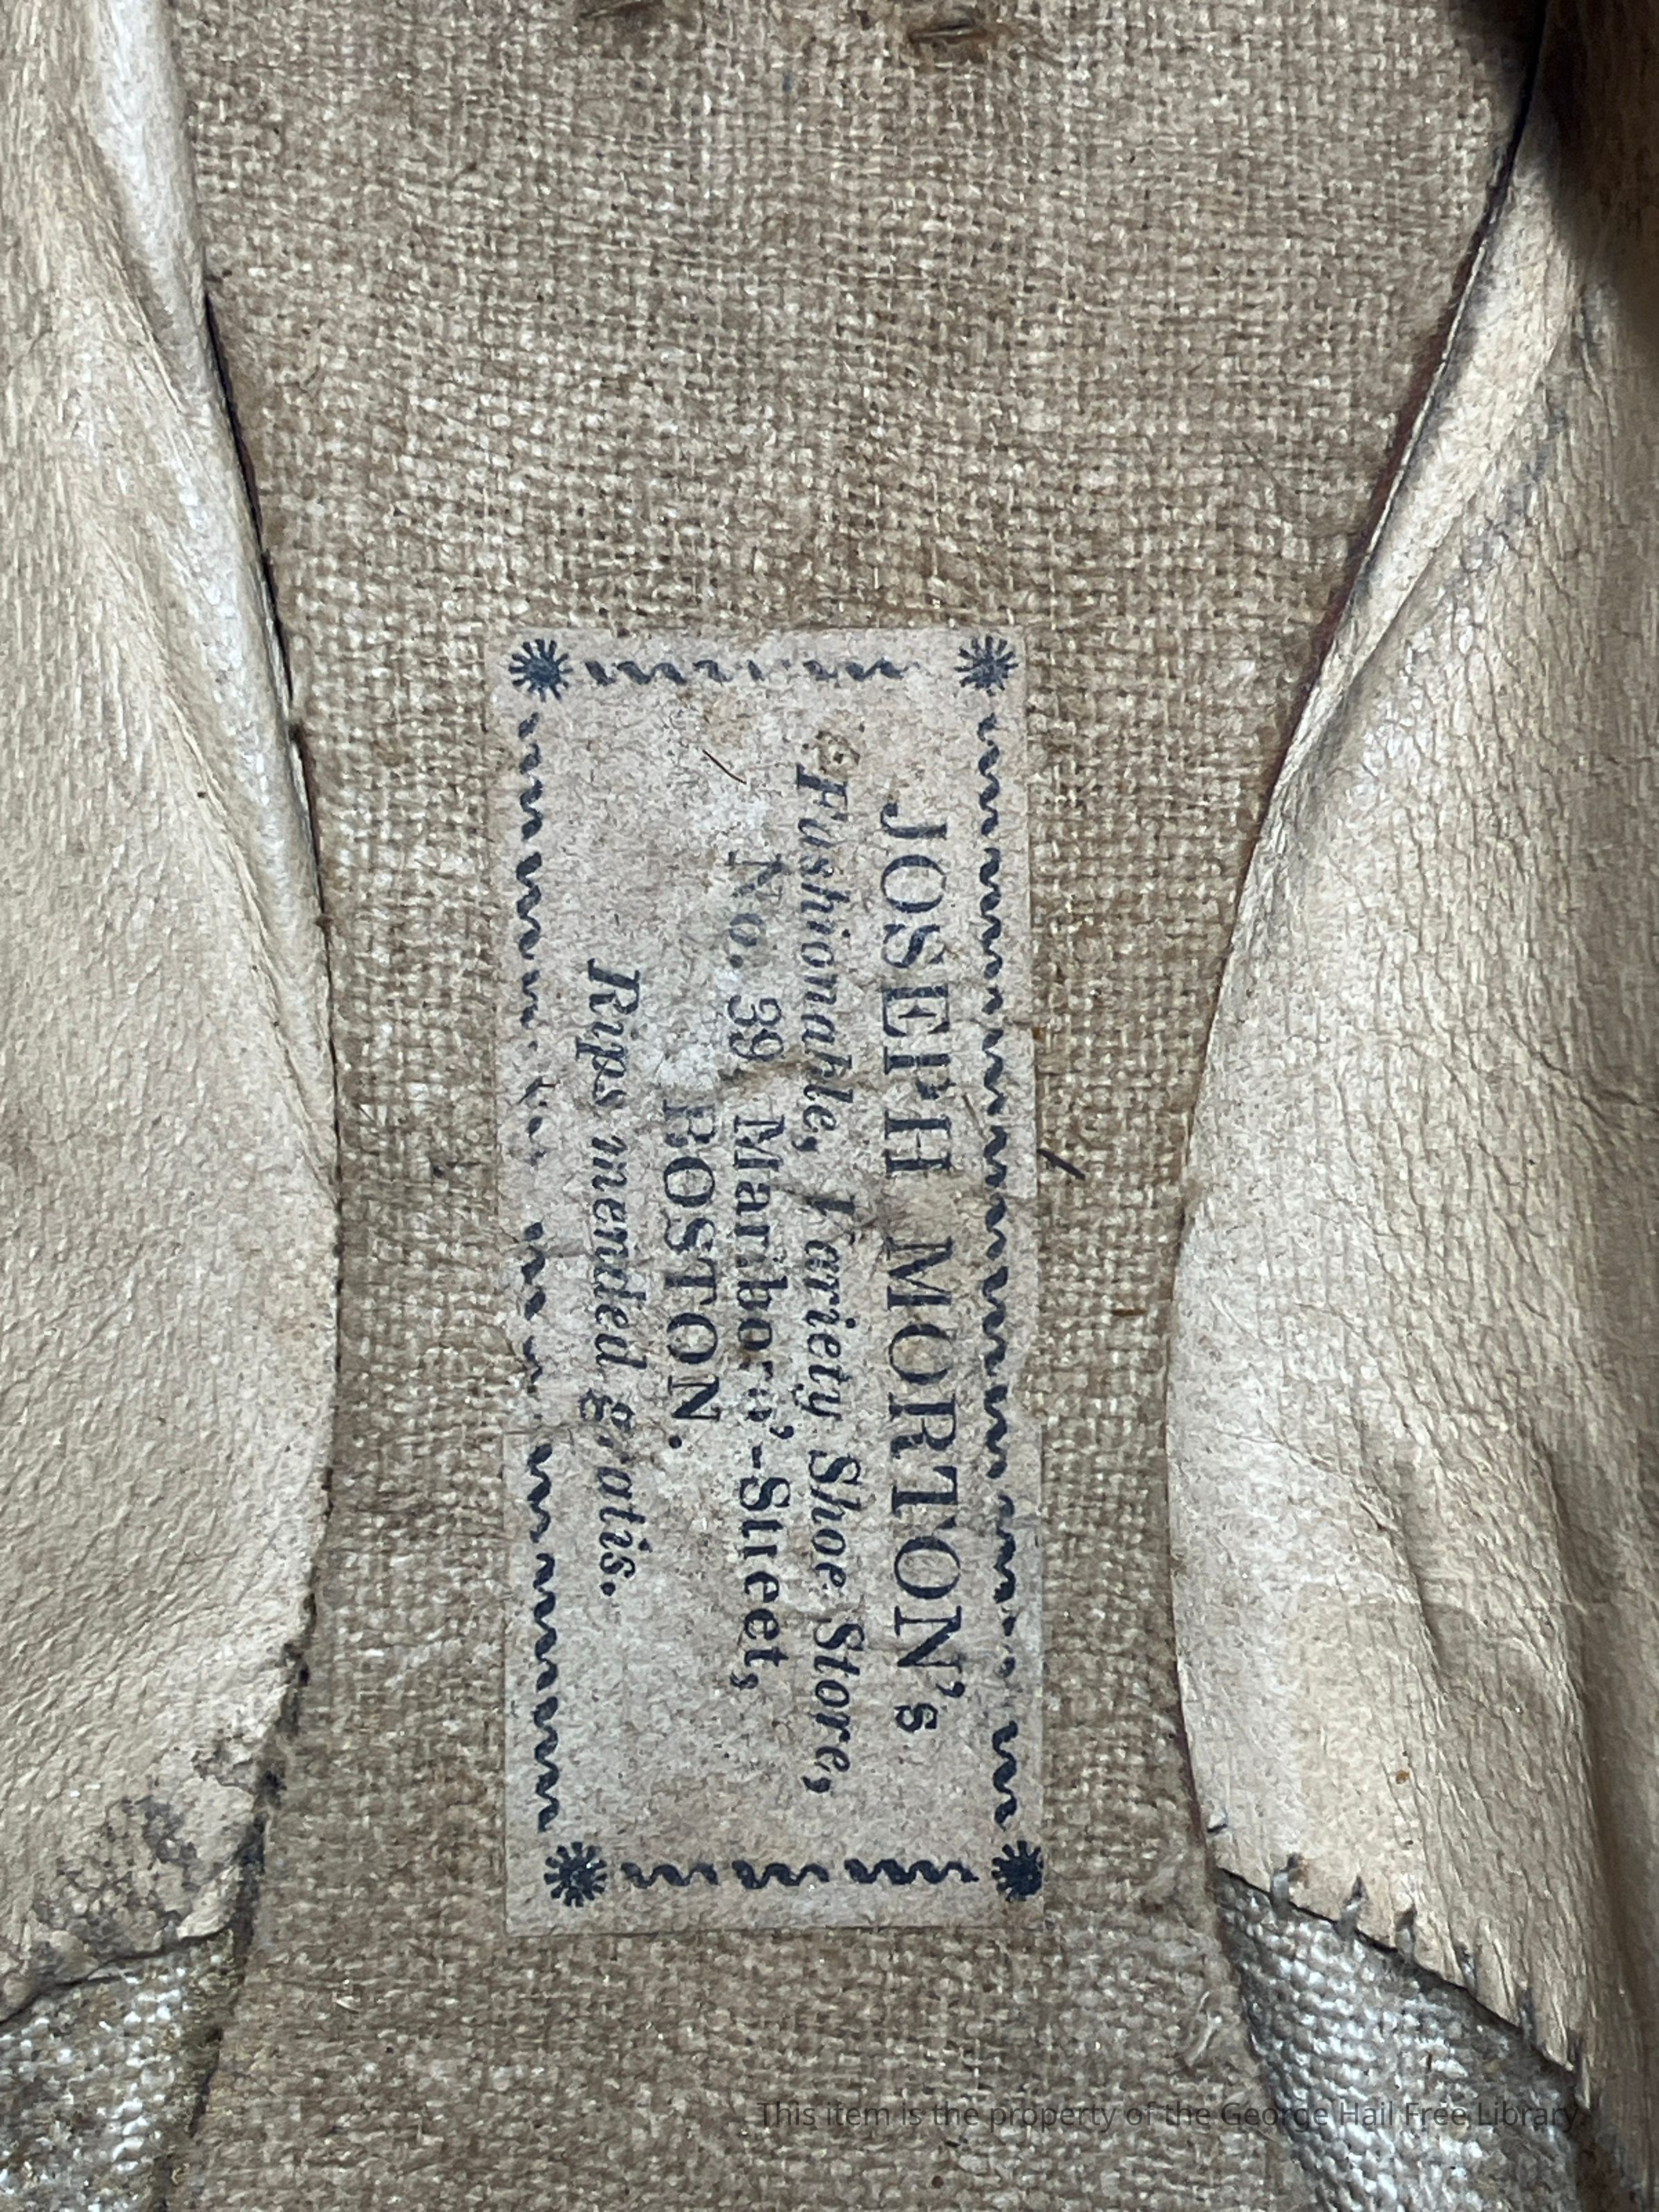 JOSEPH MORTON's
Fashionable, Variety Shoe Store,
No. 39 Marlboro'-Street,
BOSTON.
Rips mended gratis.
This item is the property of the George Hail Free Library.